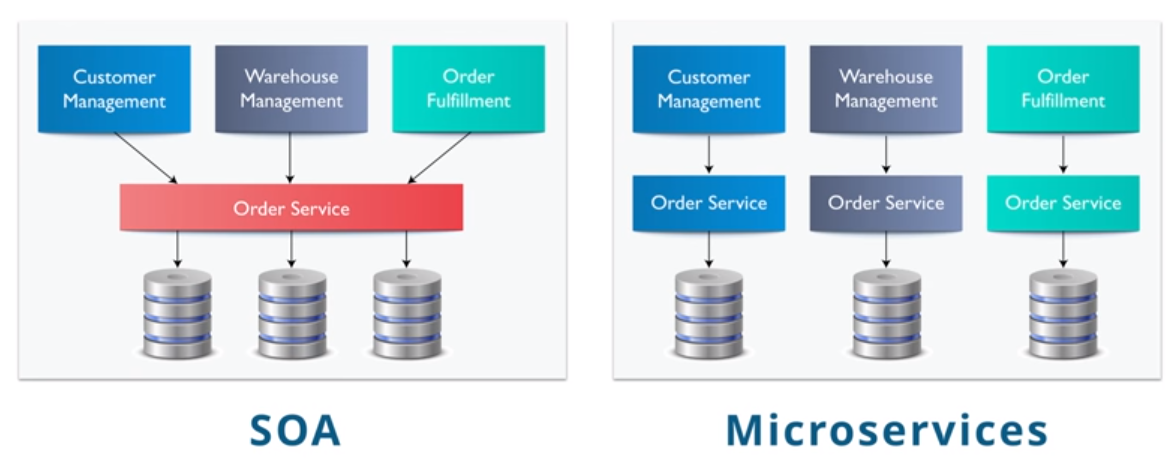 Customer
Management
Warehouse
Management
Order
Fulfillment
Order Service
SOA
Customer
Management
Warehouse
Management
Order
Fulfillment
Order Service
Order Service
Order Service
Microservices